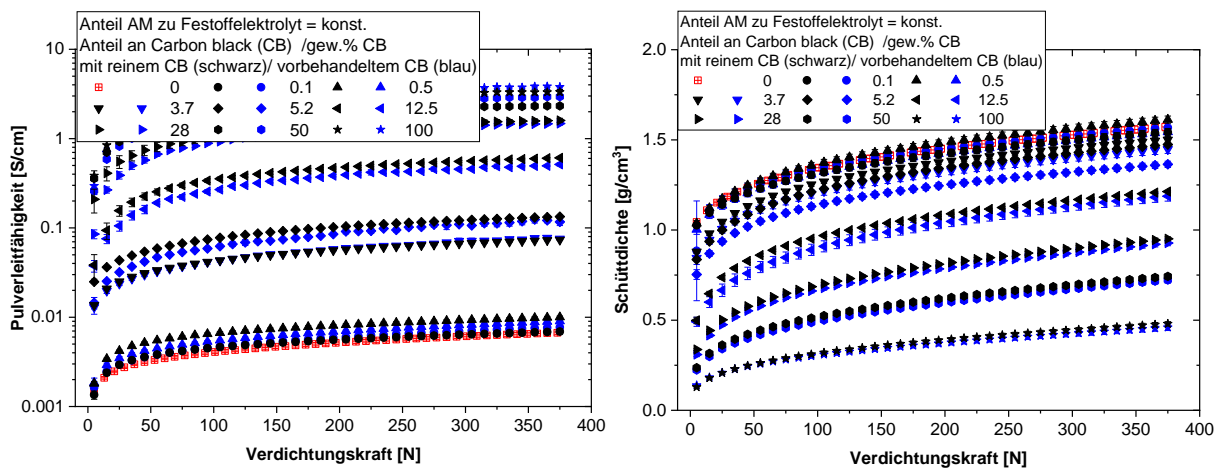 Anteil AM zu Festoffelektrolyt = konst.
Anteil an Carbon black (CB) /gew.% CB
mit reinem CB (schwarz)/ vorbehandeltem CB (blau)
0 0.1 0.5
3.7 5.2 12.5
28 50 100
10
1
0.1
0.01
0.001
Pulverleitfähigkeit [S/cm]
0 50 100 150 200 250 300 350 400
Verdichtungskraft [N]
Anteil AM zu Festoffelektrolyt = konst.
Anteil an Carbon black (CB) /gew.% CB
mit reinem CB (schwarz)/ vorbehandeltem CB (blau)
0 0.1 0.5
3.7 5.2 12.5
28 50 100
2.0
1.5
1.0
0.5
0.0
Schüttdichte [g/cm³]
0 50 100 150 200 250 300 350 400
Verdichtungskraft [N]